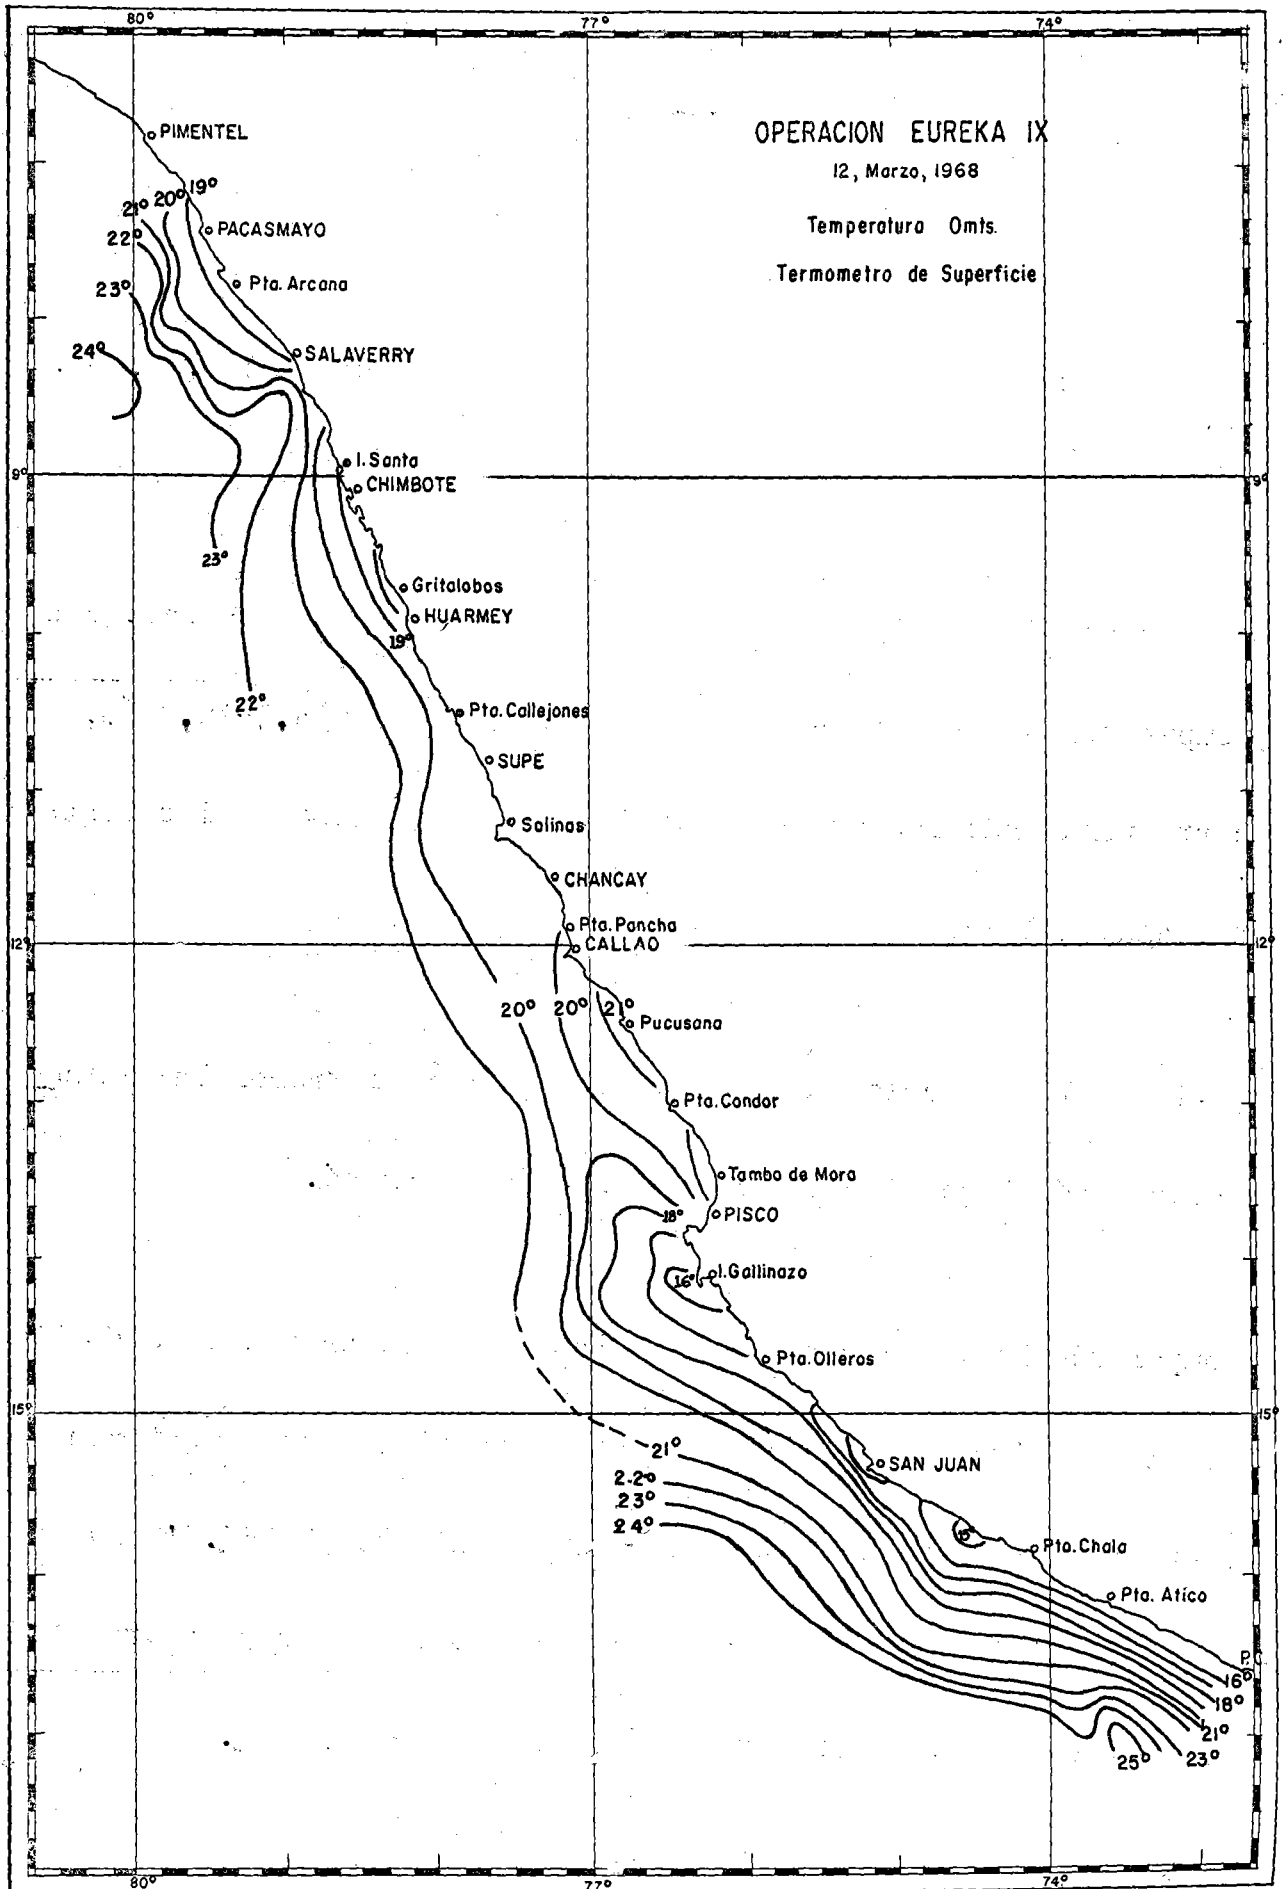 80° 77° 74°
PIMENTEL
OPERACION EUREKA IX
12, Marzo, 1968
Temperatura Omts.
Termometro de Superficie
21° 20° 19°
22°
PACASMAYO
23°
Pta. Arcana
24°
SALAVERRY
9° 9°
I. Santa
CHIMBOTE
23°
Gritalobos
HUARMEY
19°
22°
Pta. Callejones
SUPE
Salinas
CHANCAY
Pta. Pancha
12° CALLAO 12°
20° 20° 21°
Pucusana
Pta. Condor
Tambo de Mora
18° PISCO
16° I. Gallinazo
Pta. Olleros
15° 15°
21°
SAN JUAN
22°
23°
24°
15°
Pta. Chala
Pta. Atico
P.
16°
18°
21°
25° 23°
80° 77° 74°